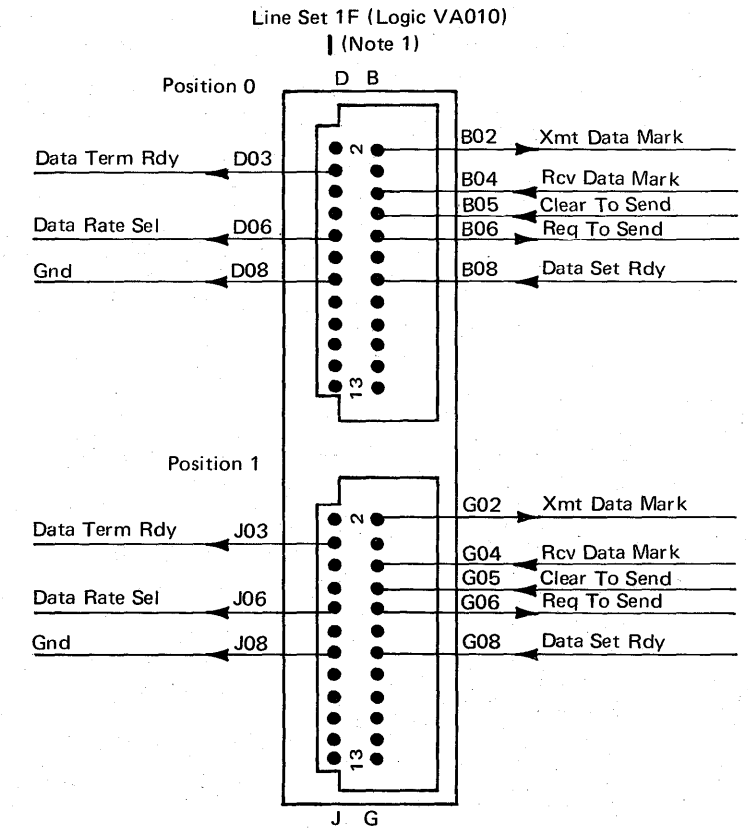 Line Set 1F (Logic VA010)
| (Note 1)
D B
Position 0
2
B02 Xmt Data Mark
Data Term Rdy D03
B04 Rcv Data Mark
B05 Clear To Send
Data Rate Sel D06
B06 Req To Send
Gnd D08
B08 Data Set Rdy
13
Position 1
2
G02 Xmt Data Mark
Data Term Rdy J03
G04 Rcv Data Mark
G05 Clear To Send
Data Rate Sel J06
G06 Req To Send
Gnd J08
G08 Data Set Rdy
13
J G